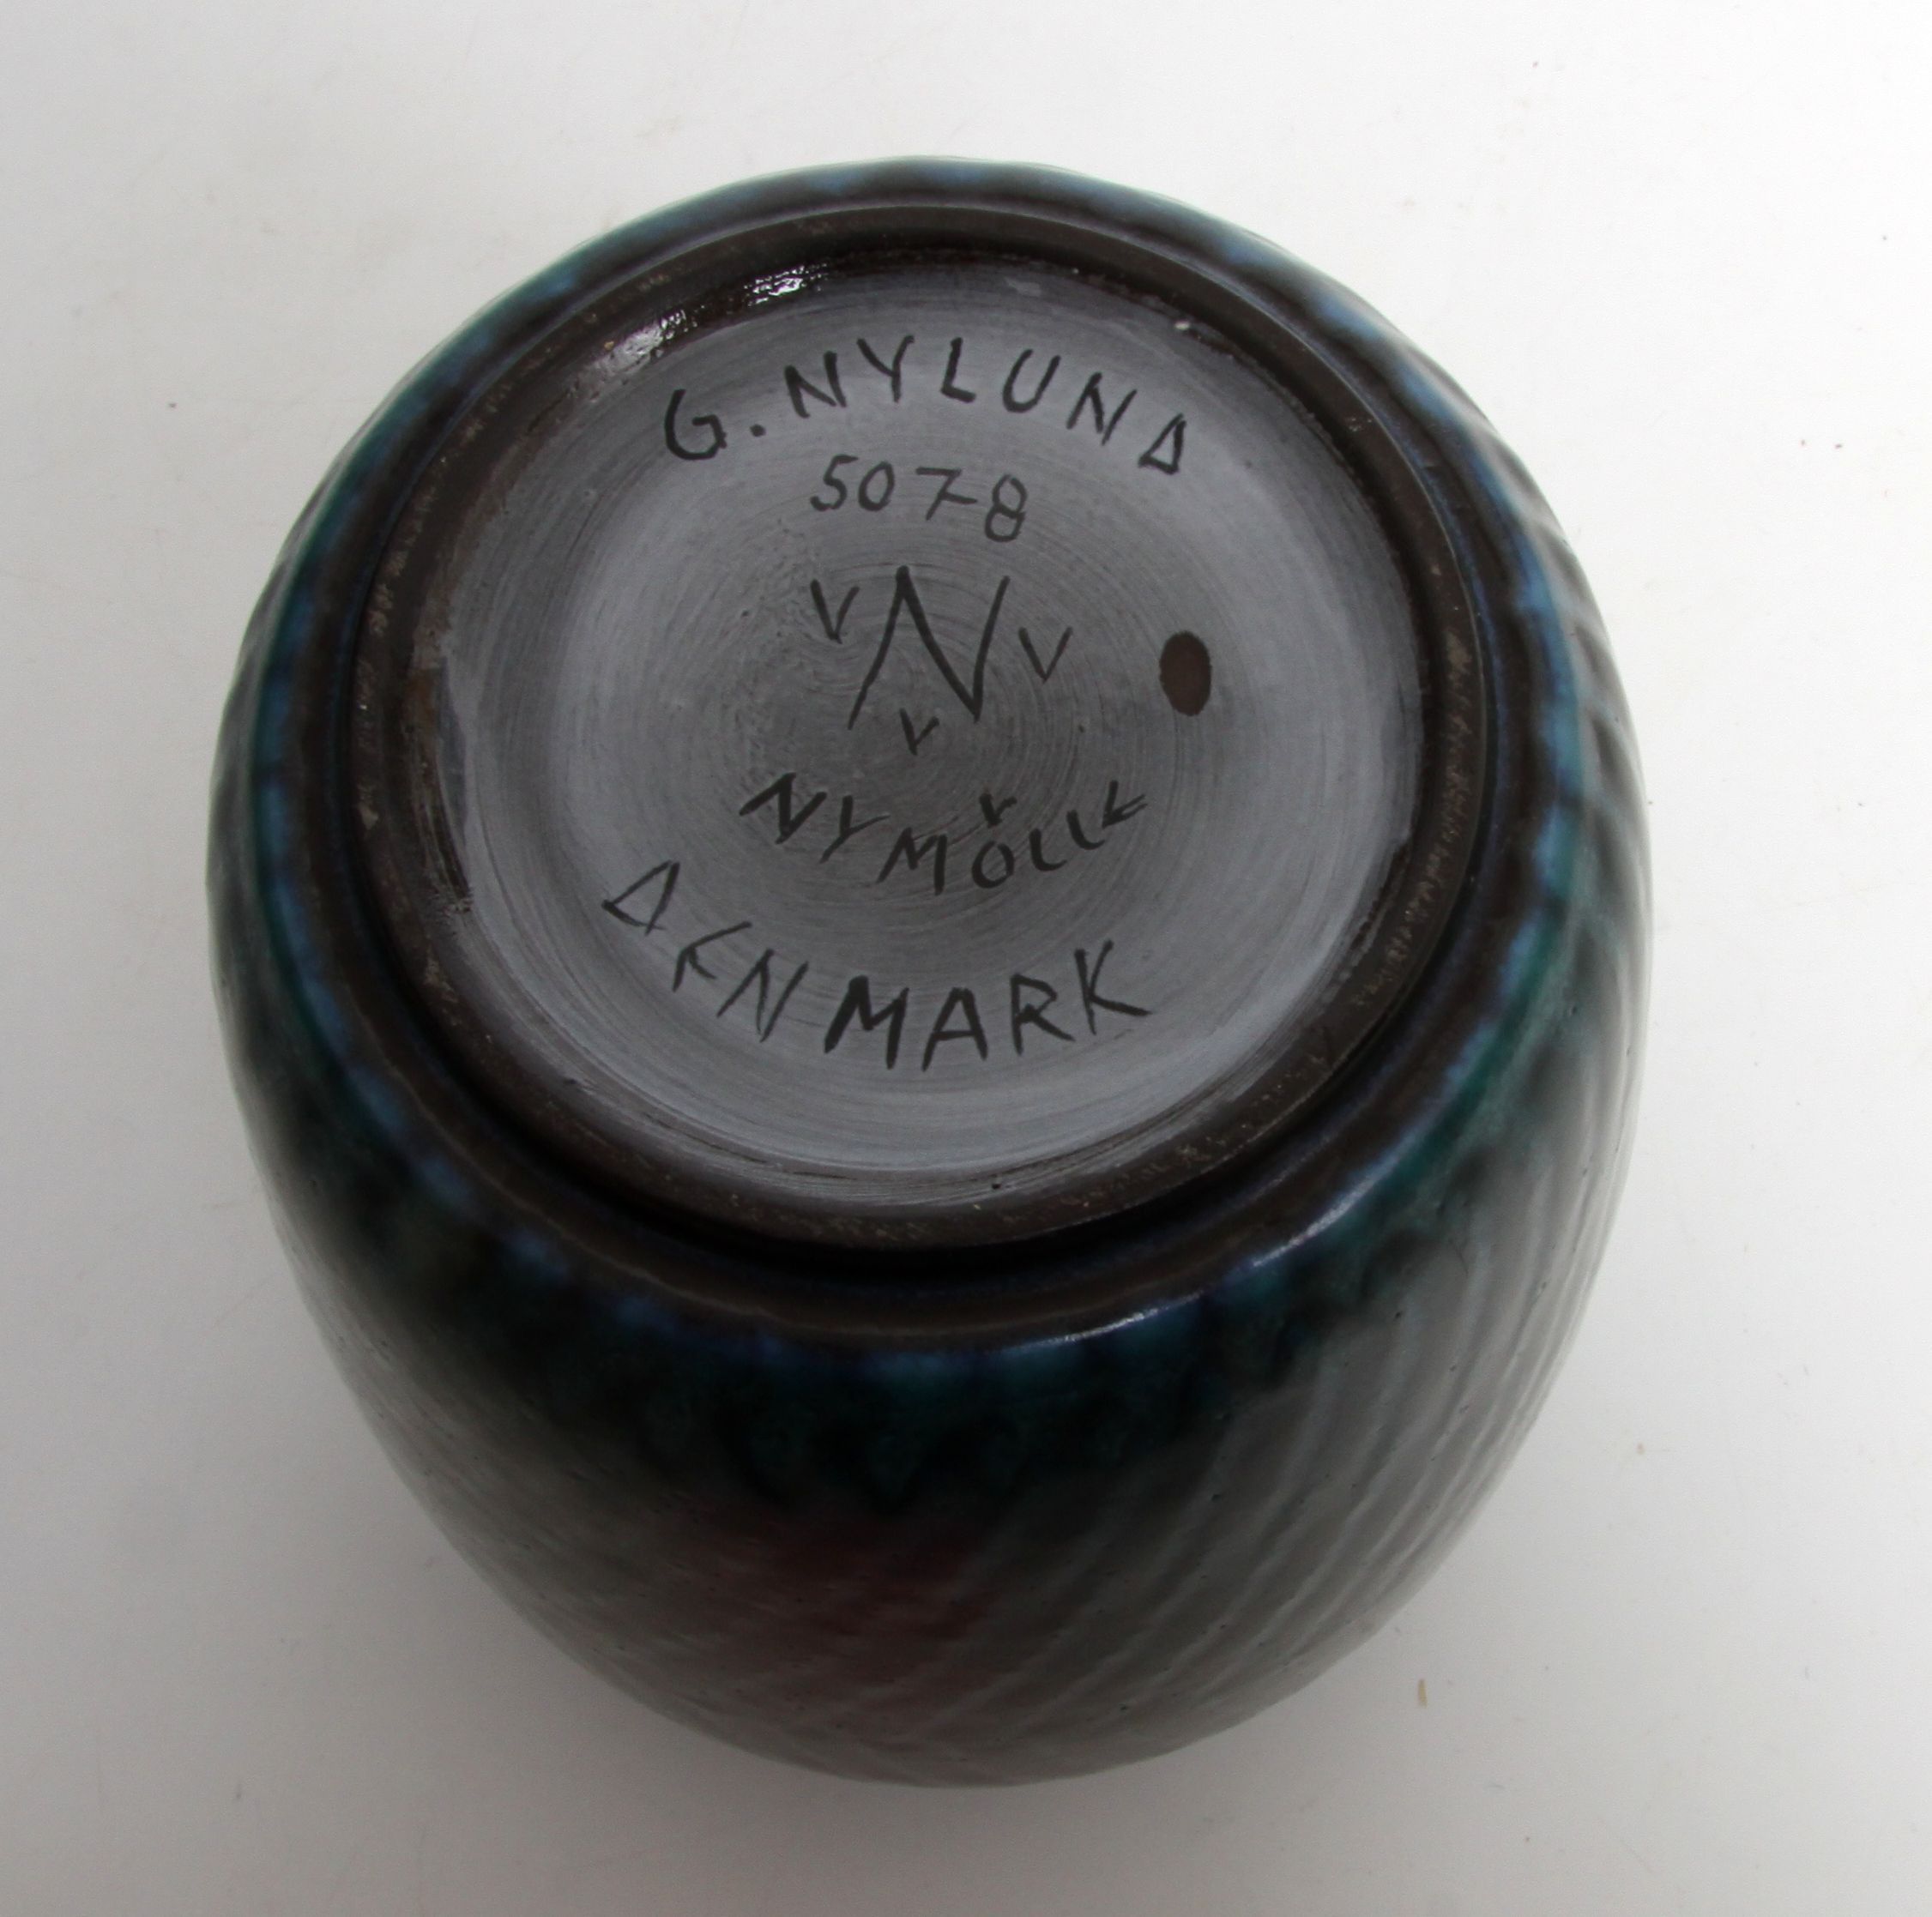 G. NYLUND
5078
N
NYMÖLLE
DENMARK